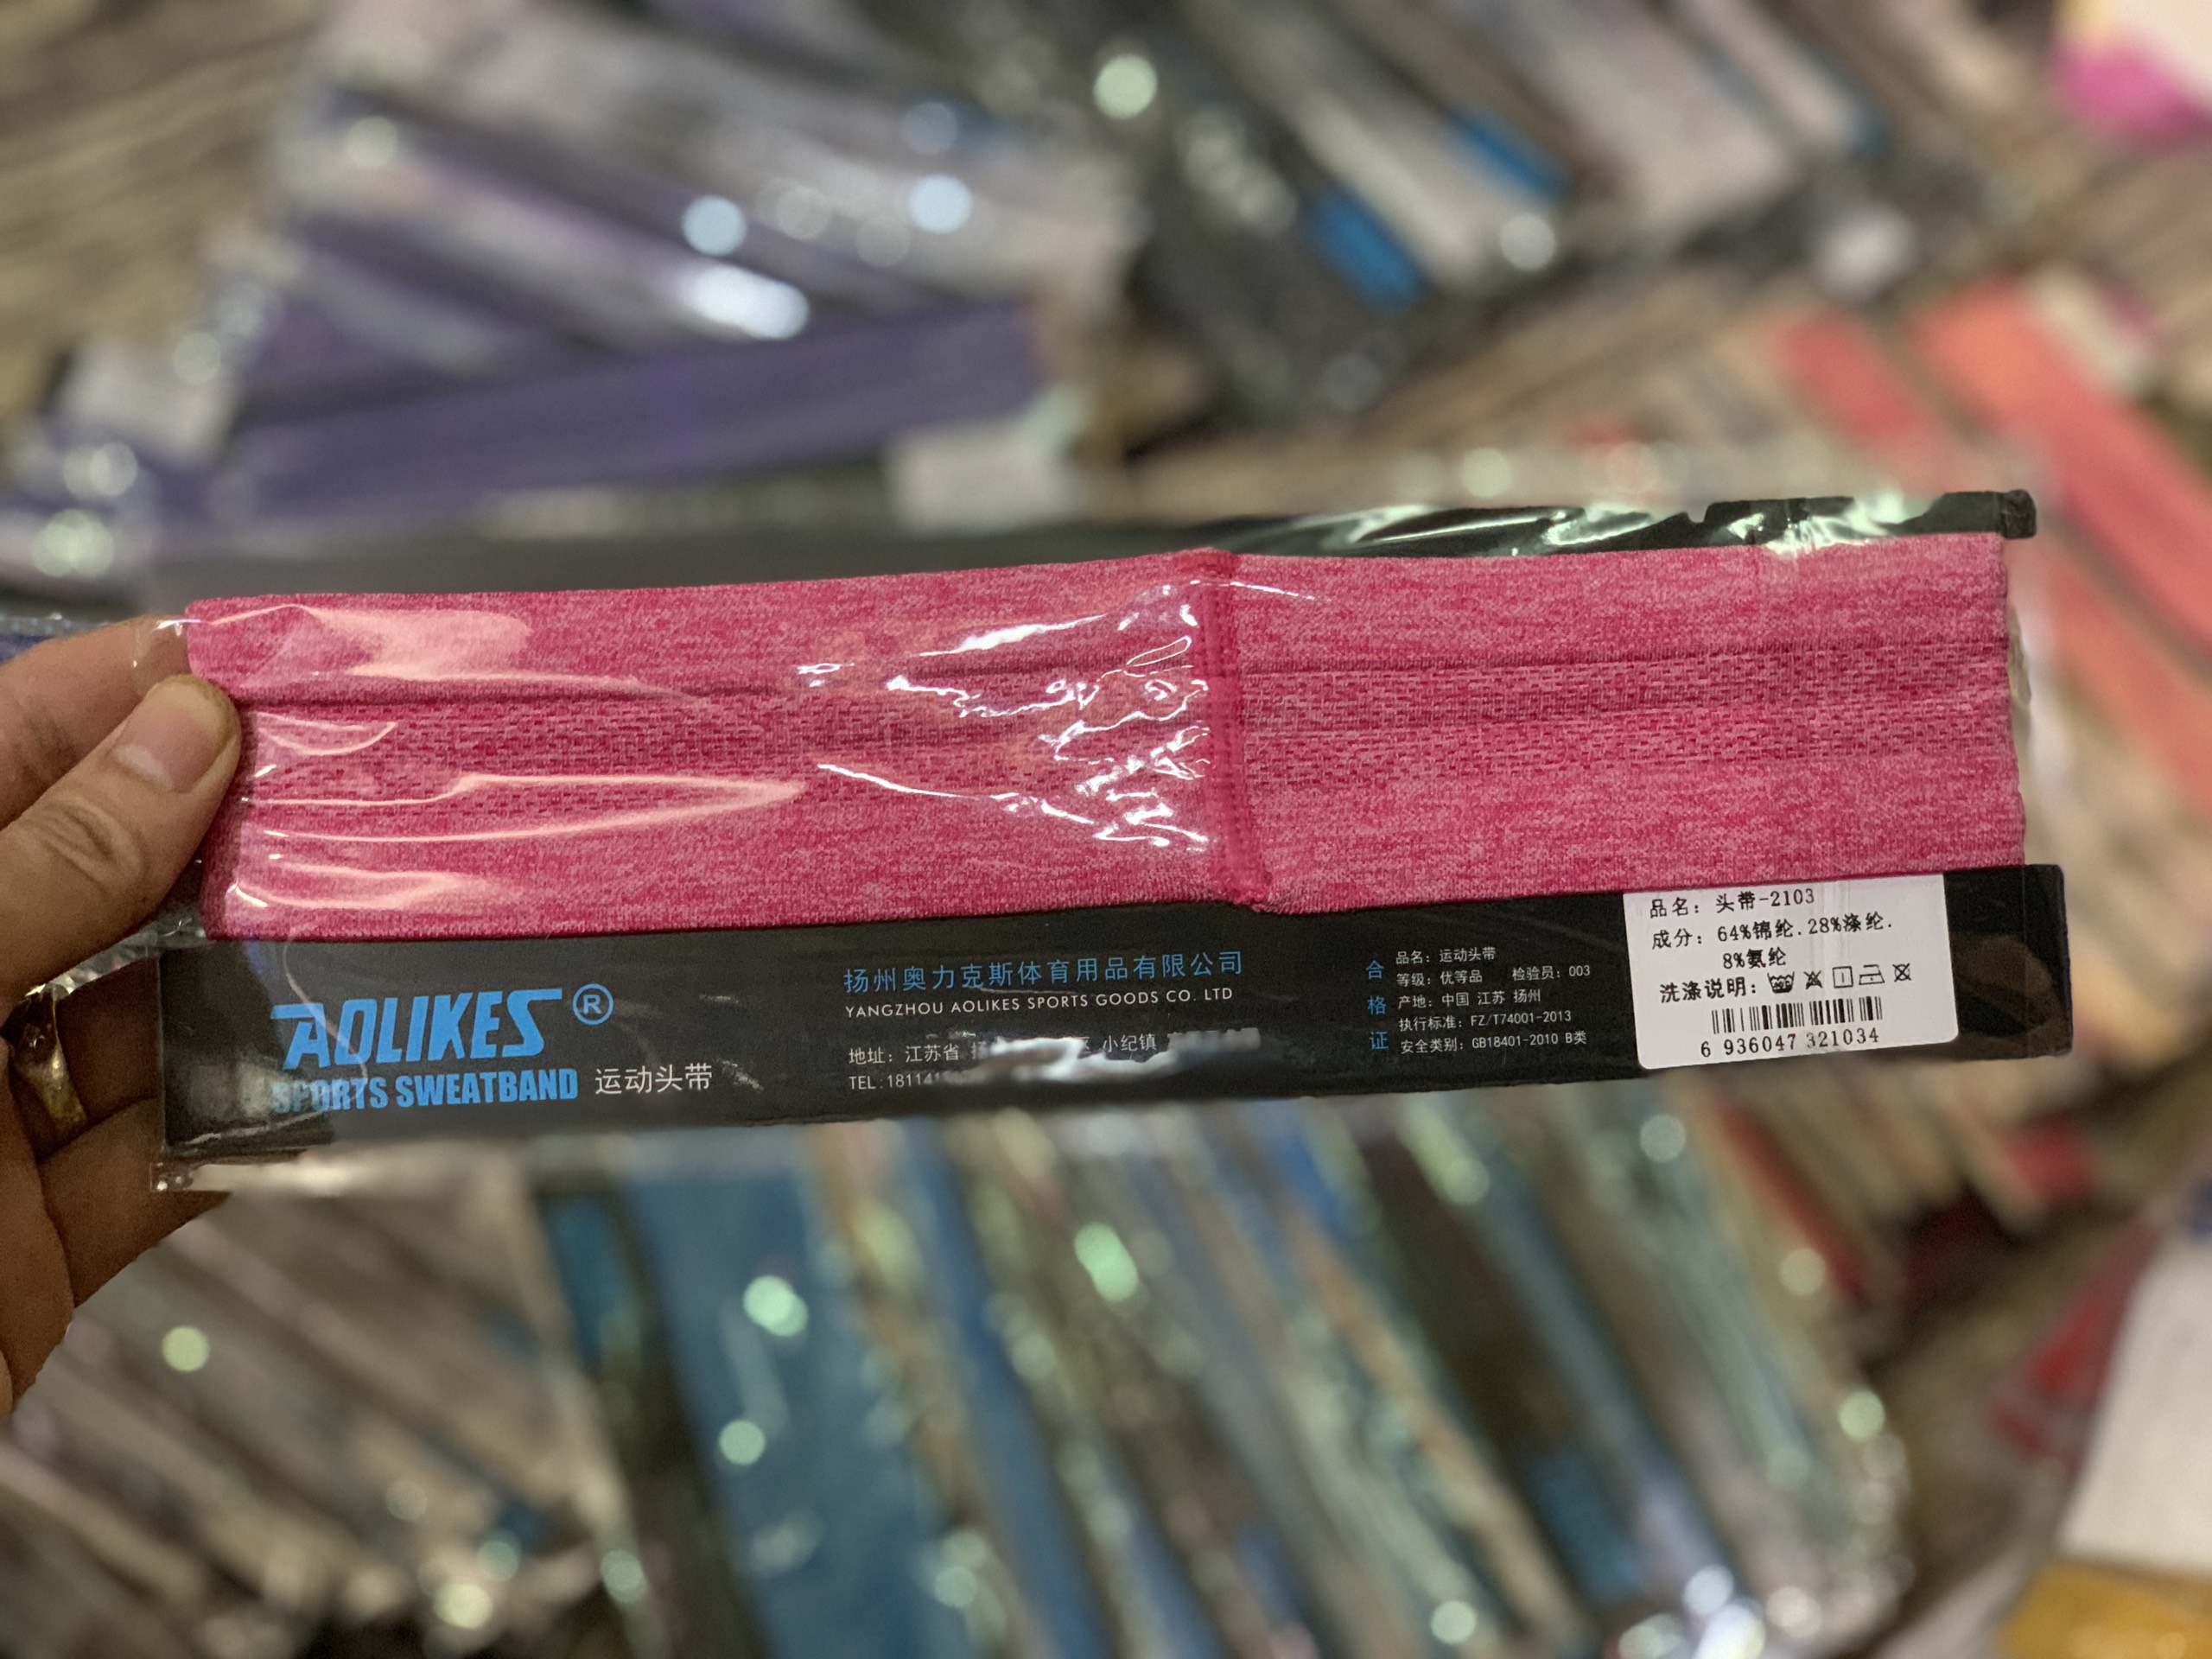 AOLIKES®
SPORTS SWEATBAND 运动头带
扬州奥力克斯体育用品有限公司
YANGZHOU AOLIKES SPORTS GOODS CO. LTD
地址：江苏省 小纪镇
TEL.18114
合格证
品名：运动头带
等级：优等品 检验员：003
产地：中国 江苏 扬州
执行标准：FZ/T74001-2013
安全类别：GB18401-2010 B类
品名：头带-2103
成分：64%锦纶.28%涤纶.
8%氨纶
洗涤说明：
6 936047 321034